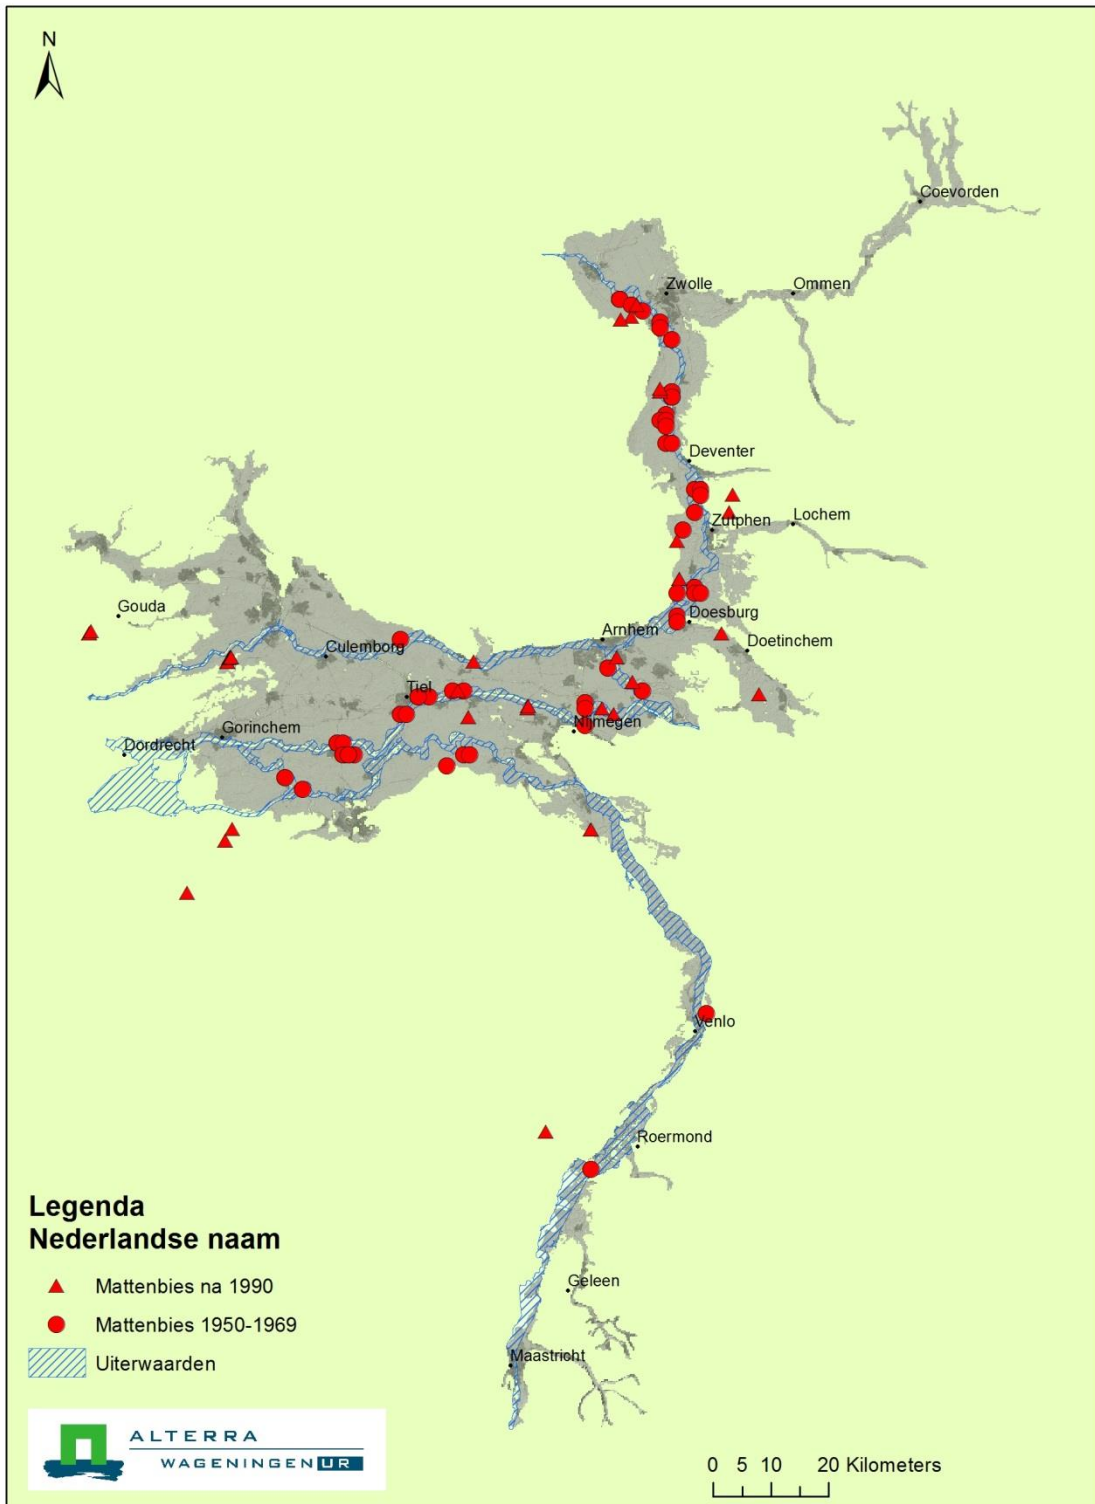 N
Coevorden
Zwolle
Ommen
Deventer
Zutphen
Lochem
Gouda
Doesburg
Arnhem
Doetinchem
Culemborg
Tiel
Gorinchem
Nijmegen
Dordrecht
Venlo
Roermond
Legenda
Nederlandse naam
Mattenbies na 1990
Geleen
Mattenbies 1950-1969
Uiterwaarden
Maastricht
ALTERRA
WAGENINGEN UR
0 5 10 20 Kilometers